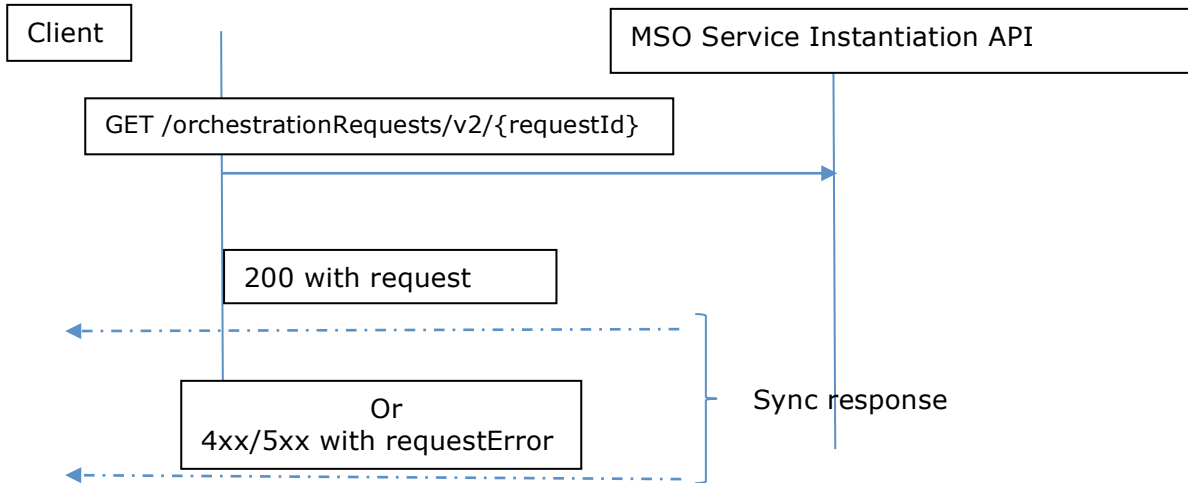 Client
MSO Service Instantiation API
GET /orchestrationRequests/v2/{requestId}
200 with request
Or
4xx/5xx with requestError
Sync response